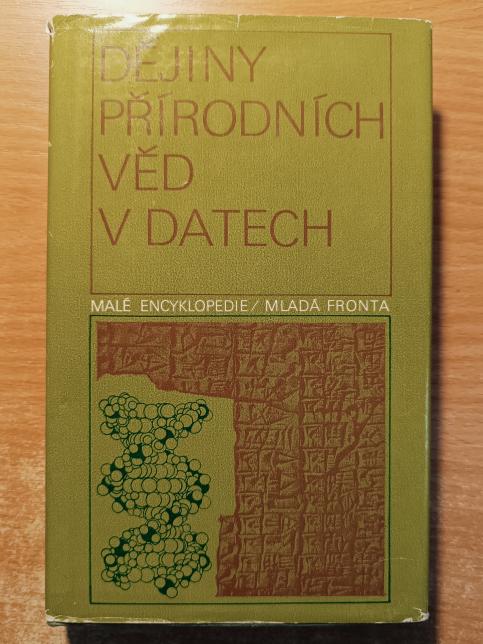 DĚJINY
PŘÍRODNÍCH
VĚD
V DATECH
MALÉ ENCYKLOPEDIE/MLADÁ FRONTA